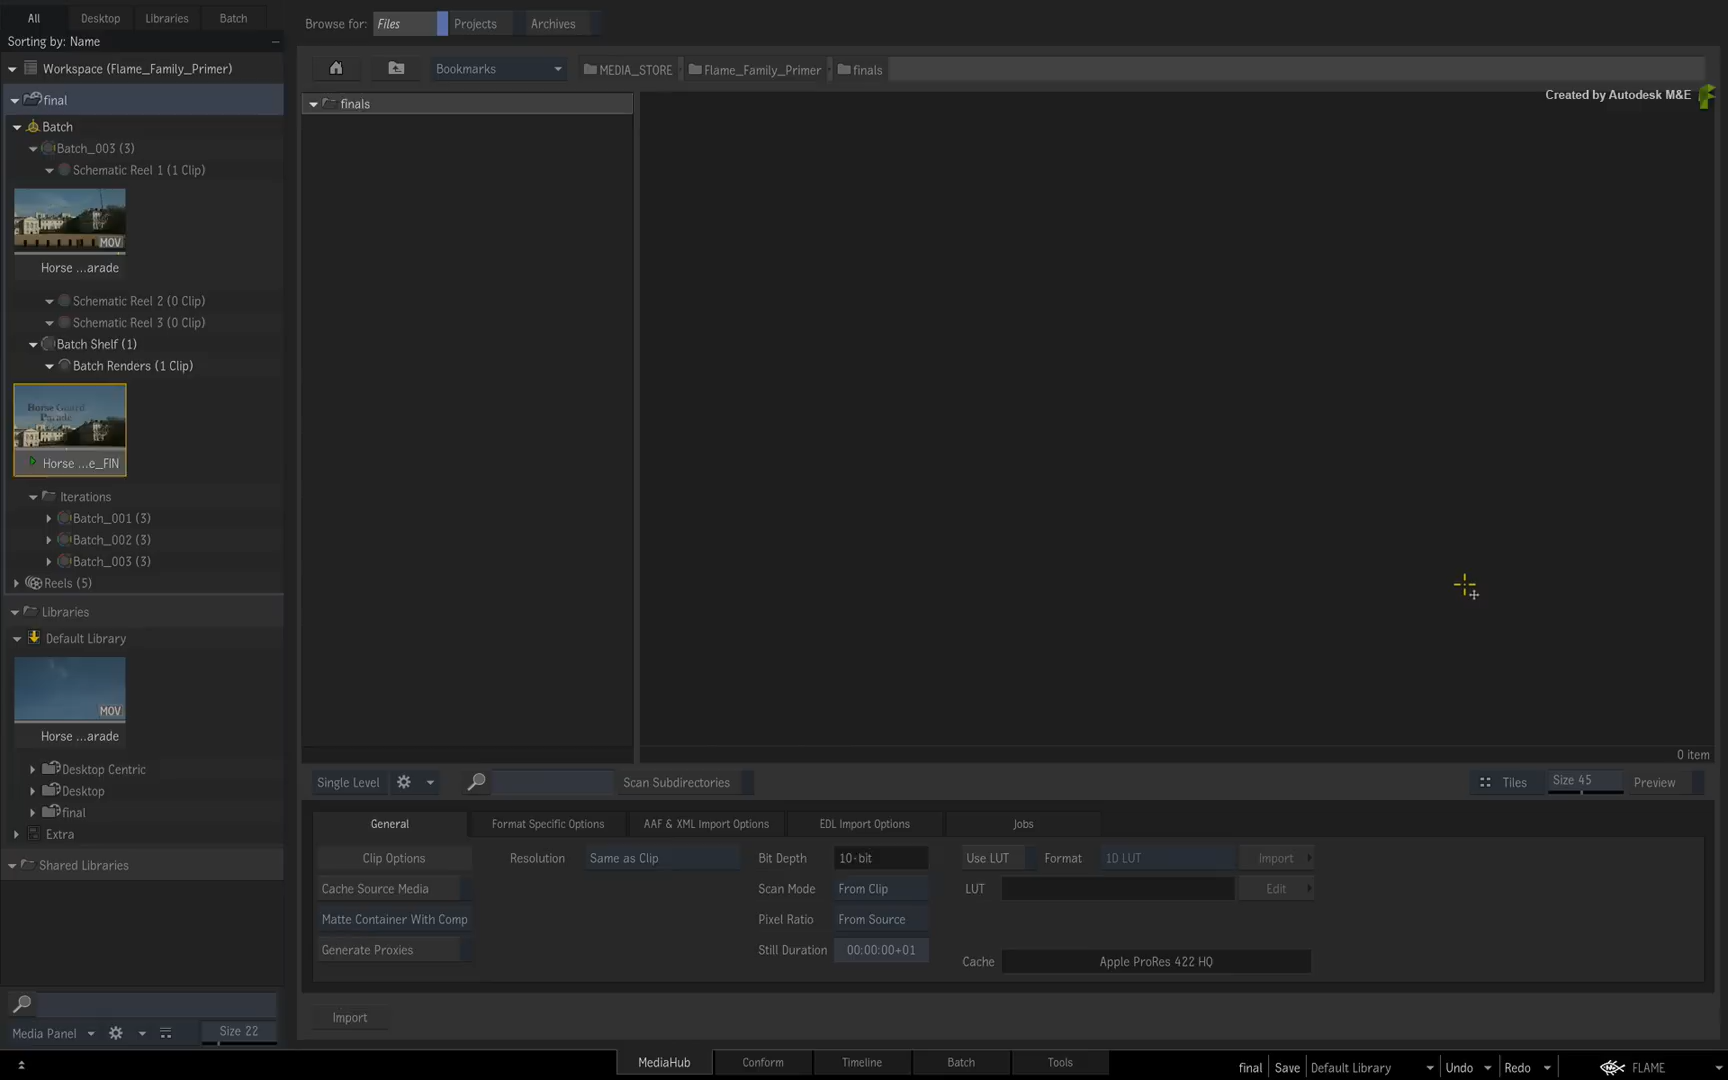 All Desktop Libraries Batch
Sorting by: Name
Workspace (Flame_Family_Primer)
final
Batch
Batch_003 (3)
Schematic Reel 1 (1 Clip)
MOV
Horse ...arade
Schematic Reel 2 (0 Clip)
Schematic Reel 3 (0 Clip)
Batch Shelf (1)
Batch Renders (1 Clip)
Horse Guard
Parade
Horse ...e_FIN
Iterations
Batch_001 (3)
Batch_002 (3)
Batch_003 (3)
Reels (5)
Libraries
Default Library
MOV
Horse ...arade
Desktop Centric
Desktop
final
Extra
Shared Libraries
Media Panel Size 22
Browse for: Files Projects Archives
Bookmarks MEDIA_STORE Flame_Family_Primer finals
finals
Created by Autodesk M&E
0 item
Single Level Scan Subdirectories Tiles Size 45 Preview
General Format Specific Options AAF & XML Import Options EDL Import Options Jobs
Clip Options Resolution Same as Clip Bit Depth 10-bit Use LUT Format 1D LUT Import
Cache Source Media Scan Mode From Clip LUT Edit
Matte Container With Comp Pixel Ratio From Source
Generate Proxies Still Duration 00:00:00+01
Cache Apple ProRes 422 HQ
Import
MediaHub Conform Timeline Batch Tools
final Save Default Library Undo Redo FLAME